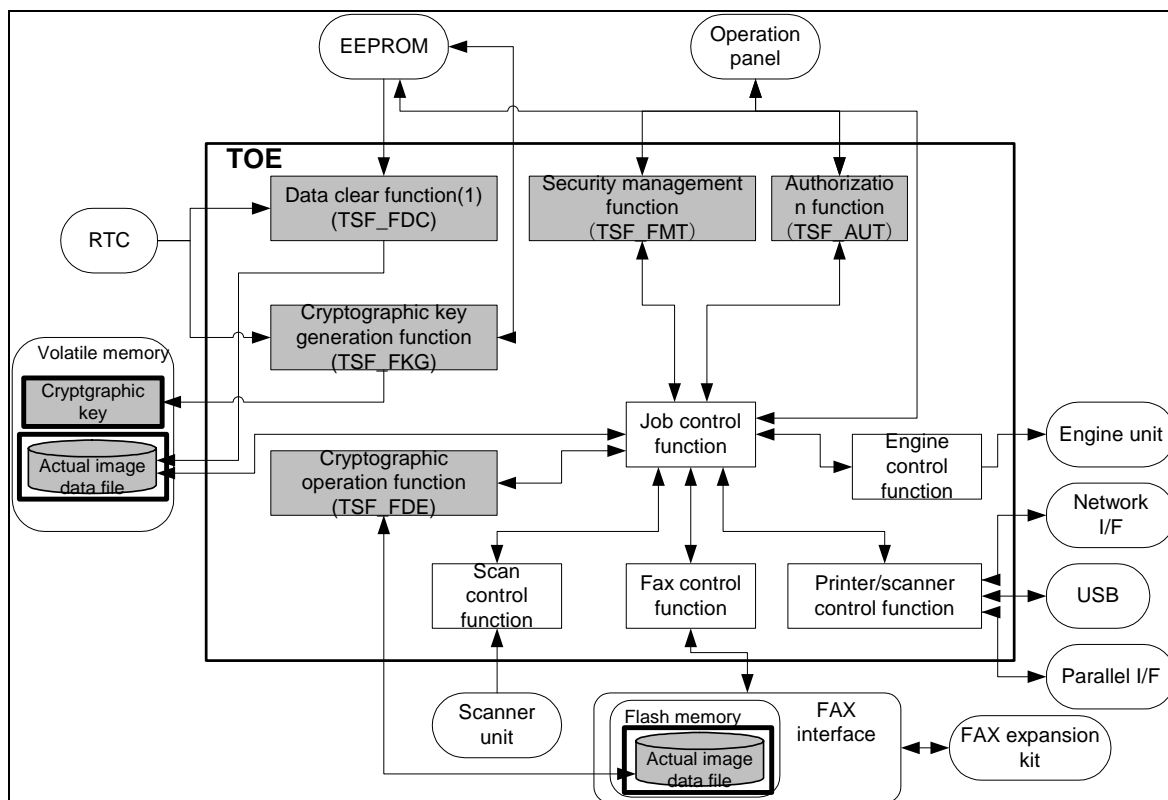 EEPROM
Operation
panel
TOE
Data clear function(1)
(TSF_FDC)
Security management
function
(TSF_FMT)
Authorizatio
n function
(TSF_AUT)
RTC
Cryptographic key
generation function
(TSF_FKG)
Volatile memory
Cryptgraphic
key
Actual image
data file
Job control
function
Engine
control
function
Engine unit
Cryptographic
operation function
(TSF_FDE)
Network
I/F
Scan
control
function
Fax control
function
Printer/scanner
control function
USB
Parallel I/F
Scanner
unit
Flash memory
Actual image
data file
FAX
interface
FAX expansion
kit